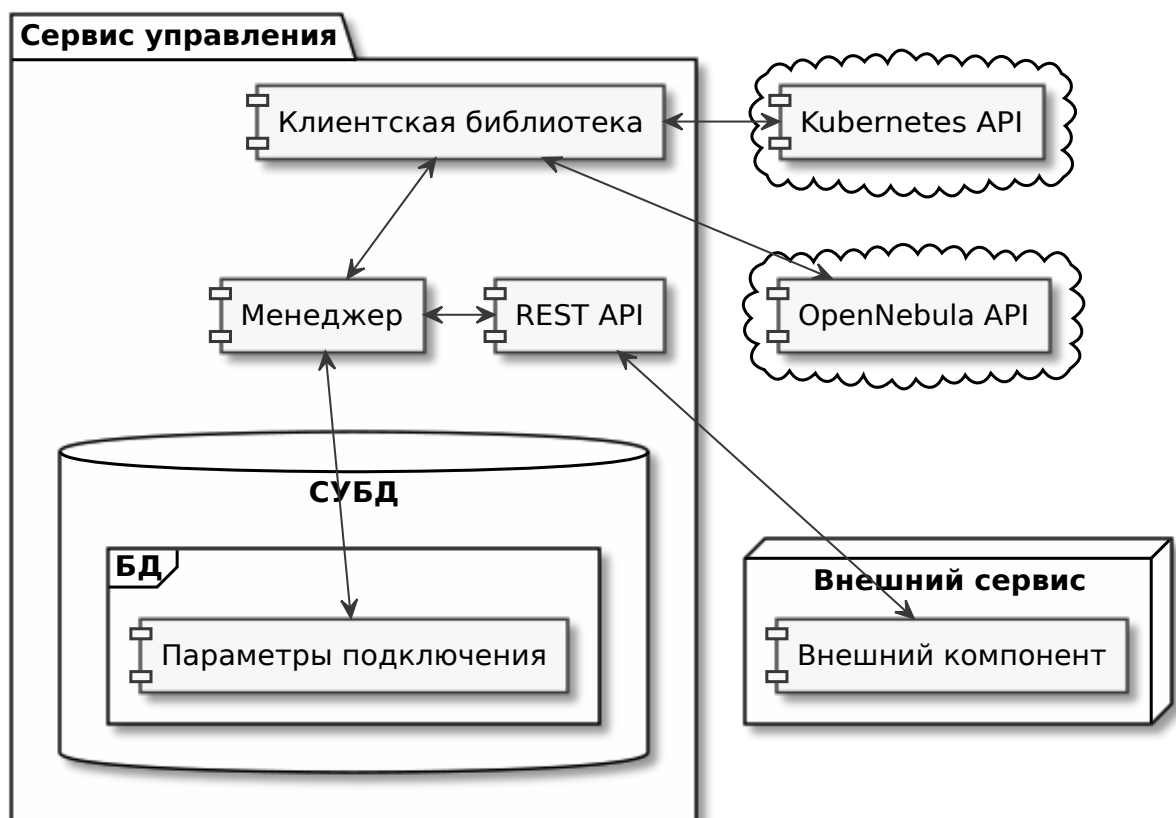 Сервис управления
Клиентская библиотека
Kubernetes API
Менеджер
REST API
OpenNebula API
СУБД
БД
Параметры подключения
Внешний сервис
Внешний компонент